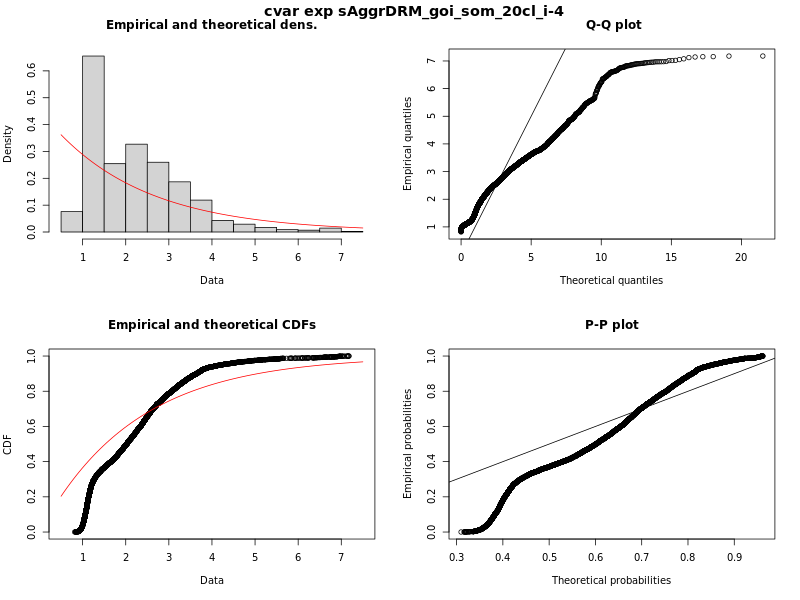 cvar exp sAggrDRM_goi_som_20cl_i-4
Empirical and theoretical dens.
Density
0.0 0.1 0.2 0.3 0.4 0.5 0.6
1 2 3 4 5 6 7
Data
Q-Q plot
Empirical quantiles
1 2 3 4 5 6 7
0 5 10 15 20
Theoretical quantiles
Empirical and theoretical CDFs
CDF
0.0 0.2 0.4 0.6 0.8 1.0
1 2 3 4 5 6 7
Data
P-P plot
Empirical probabilities
0.0 0.2 0.4 0.6 0.8 1.0
0.3 0.4 0.5 0.6 0.7 0.8 0.9
Theoretical probabilities